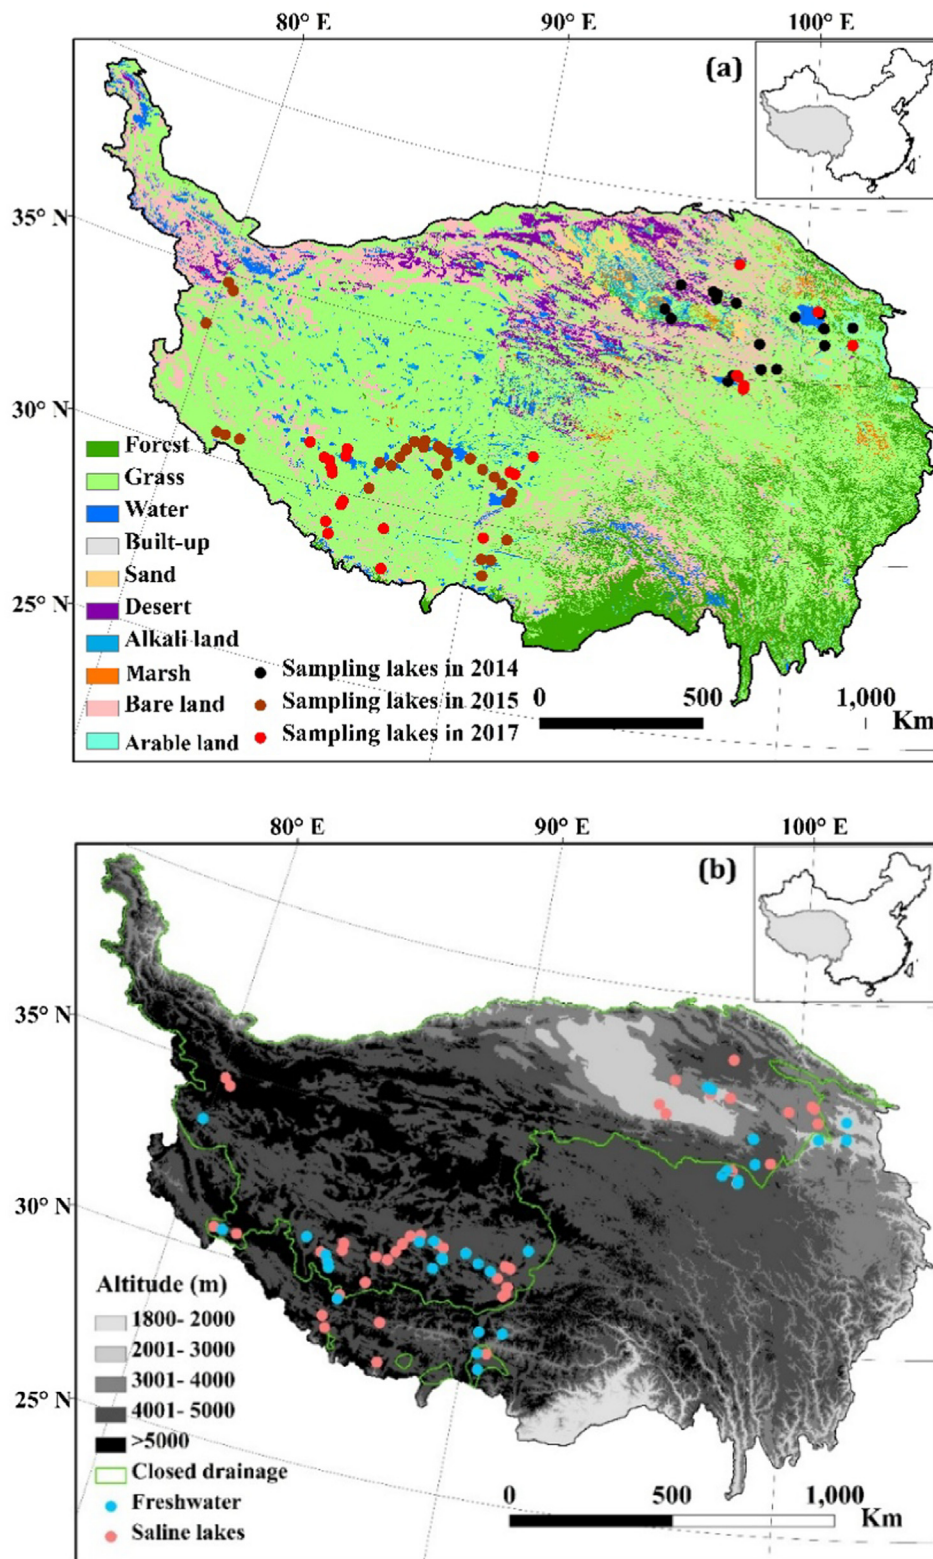 80° E 90° E 100° E
(a)
35° N
30° N
25° N
Forest
Grass
Water
Built-up
Sand
Desert
Alkali land
Marsh
Bare land
Arable land
Sampling lakes in 2014
Sampling lakes in 2015
Sampling lakes in 2017
0 500 1,000
Km
80° E 90° E 100° E
(b)
35° N
30° N
25° N
Altitude (m)
1800- 2000
2001- 3000
3001- 4000
4001- 5000
>5000
Closed drainage
Freshwater
Saline lakes
0 500 1,000
Km